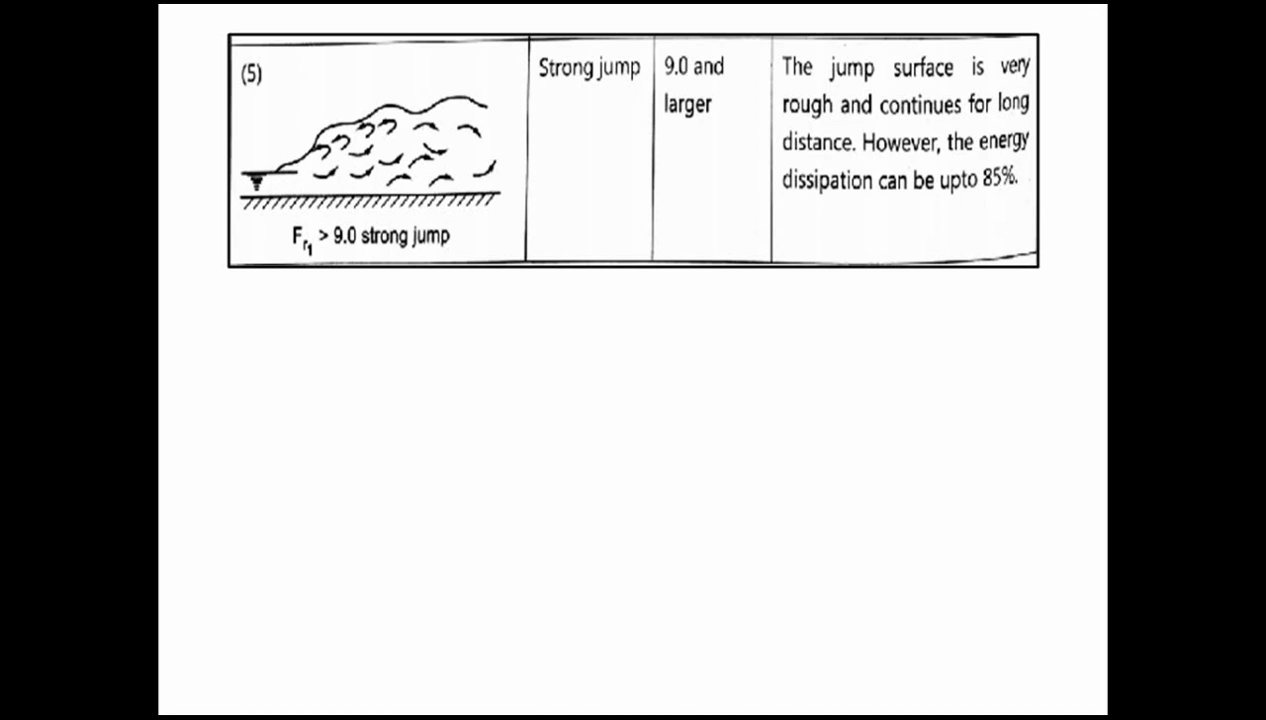 (5)
F_r1 > 9.0 strong jump
Strong jump
9.0 and
larger
The jump surface is very
rough and continues for long
distance. However, the energy
dissipation can be upto 85%.